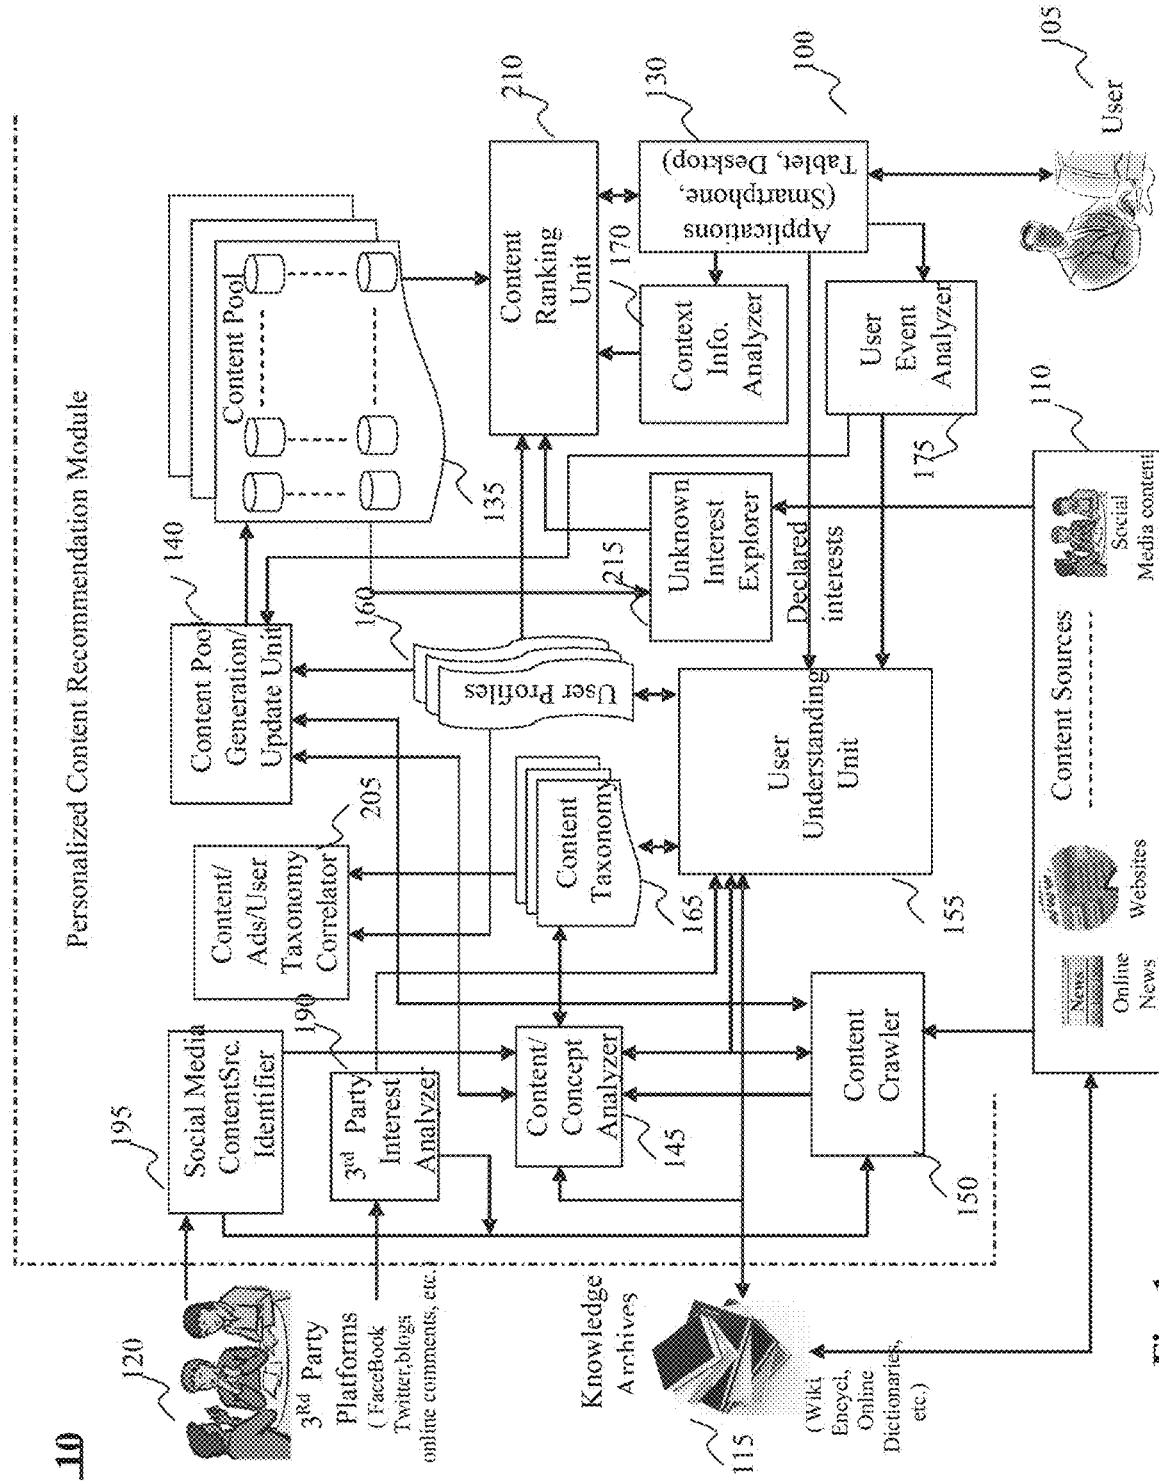 10
Personalized Content Recommendation Module
120
3Rd Party
Platforms
( FaceBook
Twitter,blogs
online comments, etc.)
195
Social Media
ContentSrc.
Identifier
190
3rd Party
Interest
Analyzer
Content/
Ads/User
Taxonomy
Correlator
205
140
Content Pool
Generation/
Update Unit
Content Pool
135
160
User Profiles
Content
Taxonomy
165
Content/
Concept
Analyzer
145
210
Content
Ranking
Unit
170
Context
Info.
Analyzer
130
Applications
(Smartphone,
Tablet, Desktop)
100
105
User
215
Unknown
Interest
Explorer
Declared
interests
User
Event
Analyzer
175
User
Understanding
Unit
155
Content
Crawler
150
Knowledge
Archives
115
(Wiki
Encycl, Online
Dictionaries,
etc.)
110
Content Sources
Online
News
News
Websites
Social
Media content